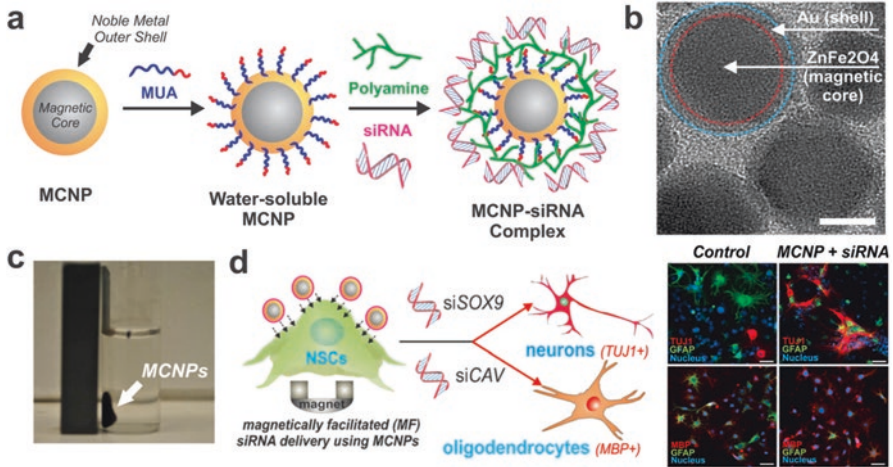 a
Noble Metal
Outer Shell
Magnetic
Core
MCNP
MUA
Water-soluble
MCNP
Polyamine
siRNA
MCNP-siRNA
Complex
b
Au (shell)
ZnFe2O4
(magnetic
core)
c
MCNPs
d
NSCs
magnet
magnetically facilitated (MF)
siRNA delivery using MCNPs
siSOX9
siCAV
neurons (TUJ1+)
oligodendrocytes (MBP+)
Control
MCNP + siRNA
TUJ1
GFAP
Nucleus
TUJ1
GFAP
Nucleus
MBP
GFAP
Nucleus
MBP
GFAP
Nucleus